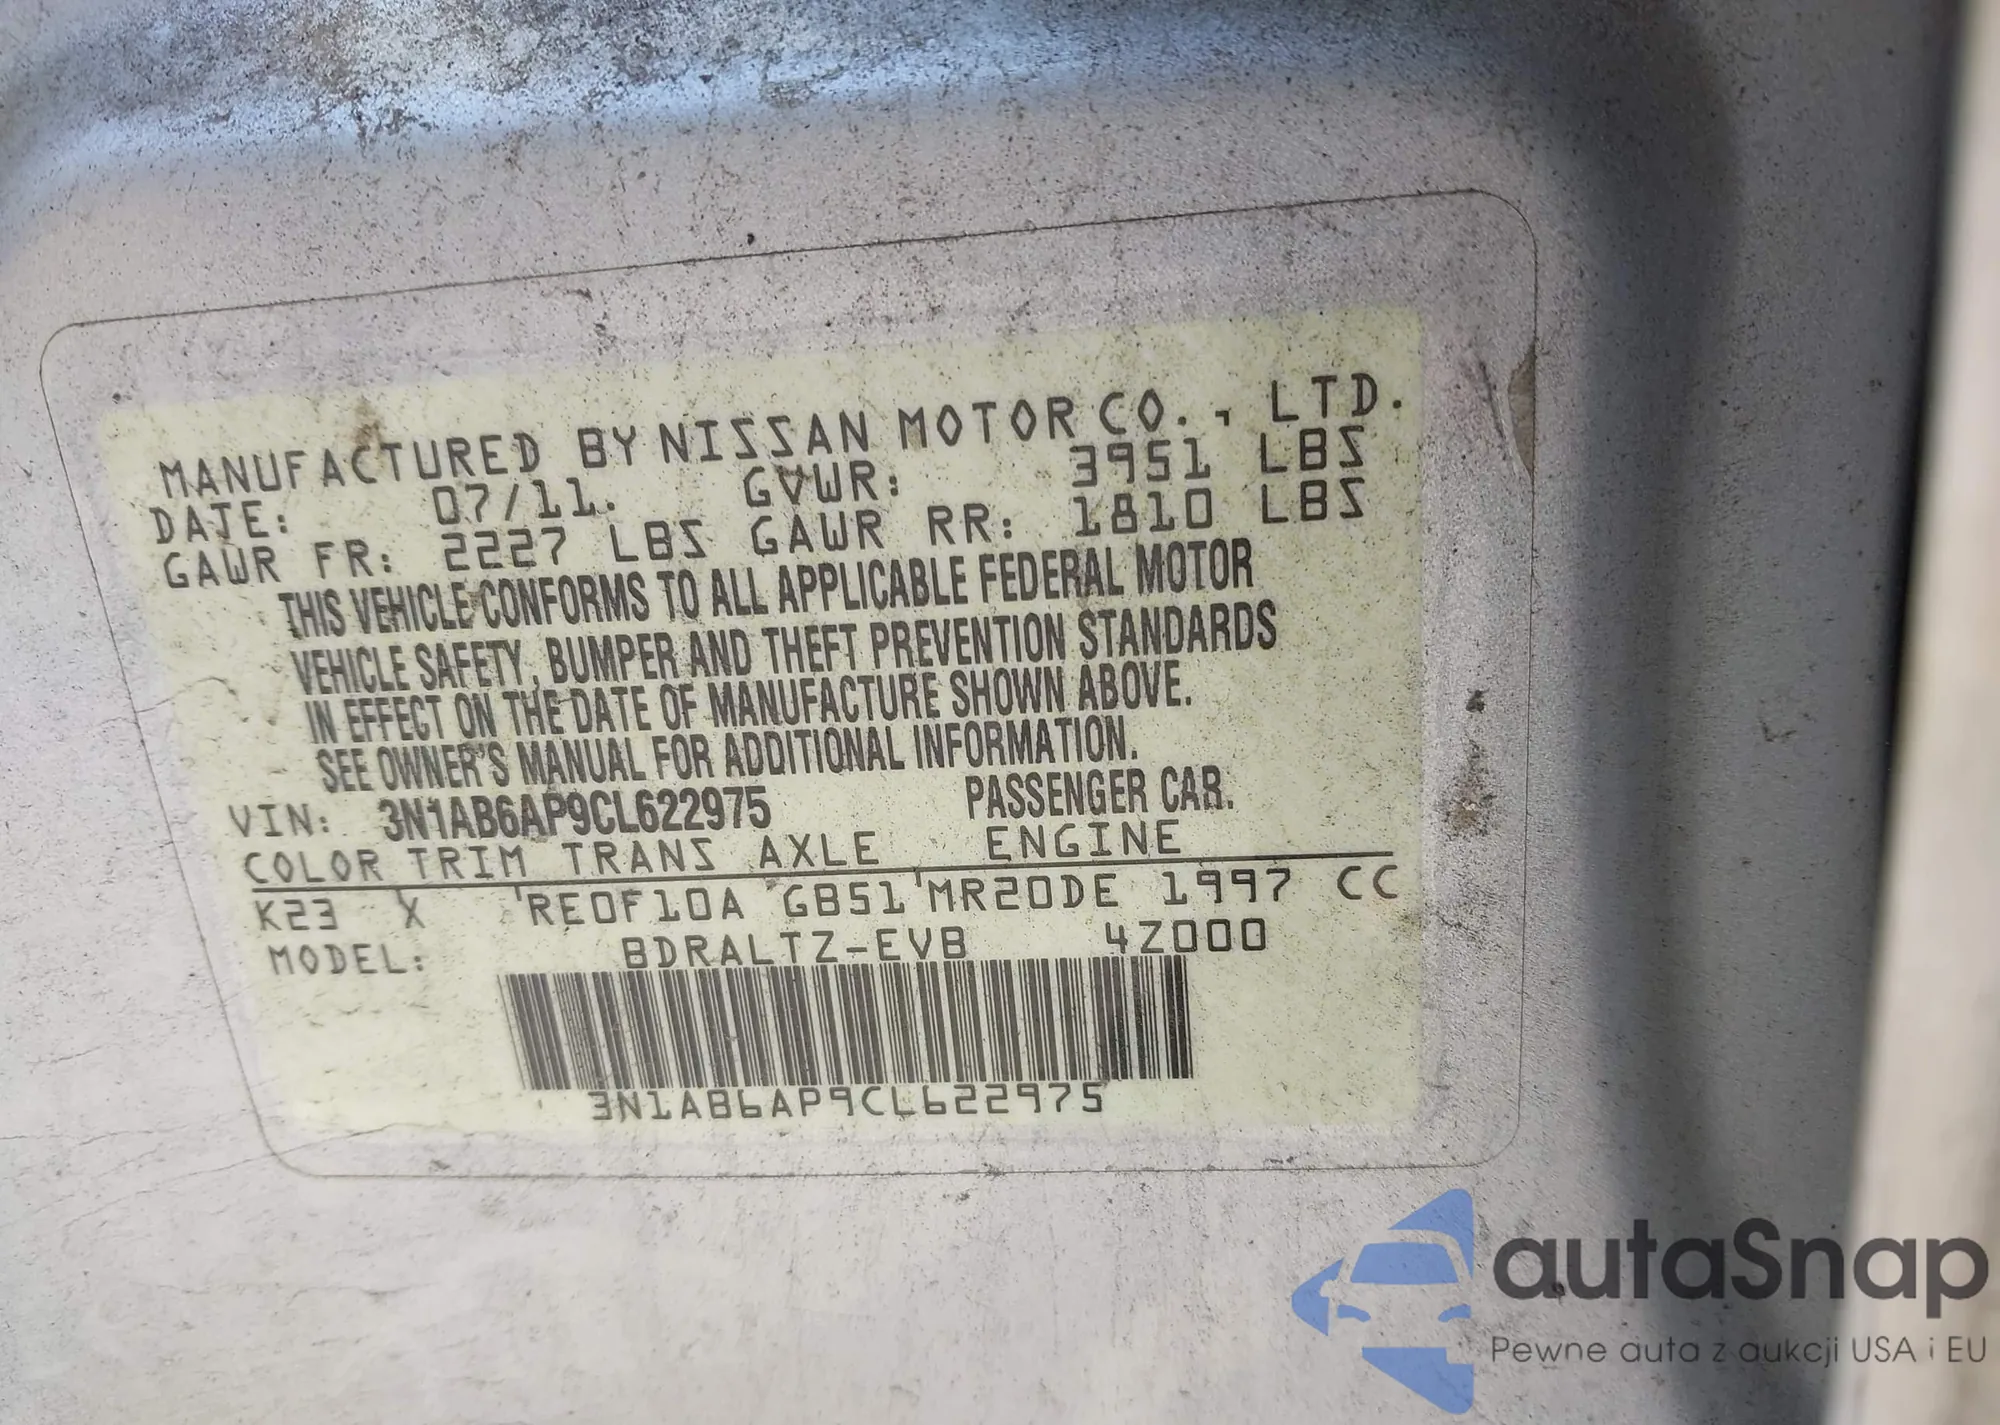 MANUFACTURED BY NISSAN MOTOR CO., LTD.
DATE: 07/11. GVWR: 3951 LBS
GAWR FR: 2227 LBS GAWR RR: 1810 LBS
THIS VEHICLE CONFORMS TO ALL APPLICABLE FEDERAL MOTOR
VEHICLE SAFETY, BUMPER AND THEFT PREVENTION STANDARDS
IN EFFECT ON THE DATE OF MANUFACTURE SHOWN ABOVE.
SEE OWNER'S MANUAL FOR ADDITIONAL INFORMATION.
VIN: 3N1AB6AP9CL622975 PASSENGER CAR.
COLOR TRIM TRANS AXLE ENGINE
K23 X RE0F10A GB51 MR20DE 1997 CC
MODEL: BDRALTZ-EVB 4Z000
3N1AB6AP9CL622975
autaSnap
Pewne auta z aukcji USA i EU